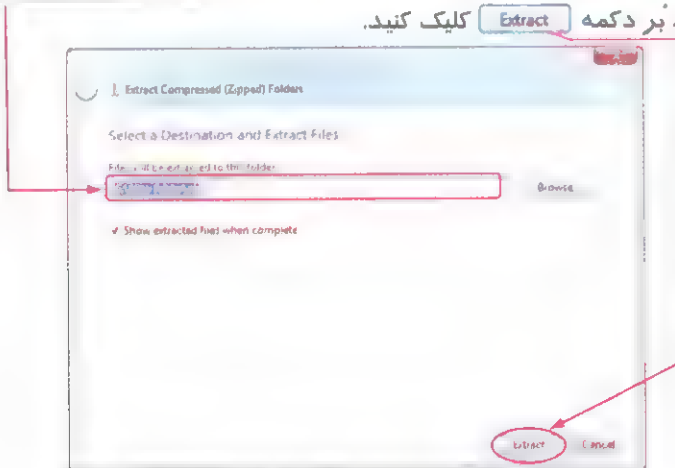 بر دکمه Extract کلیک کنید.
Extract Compressed (Zipped) Folders
Select a Destination and Extract Files
Files will be extracted to this folder
Browse
Show extracted files when complete
Extract Cancel